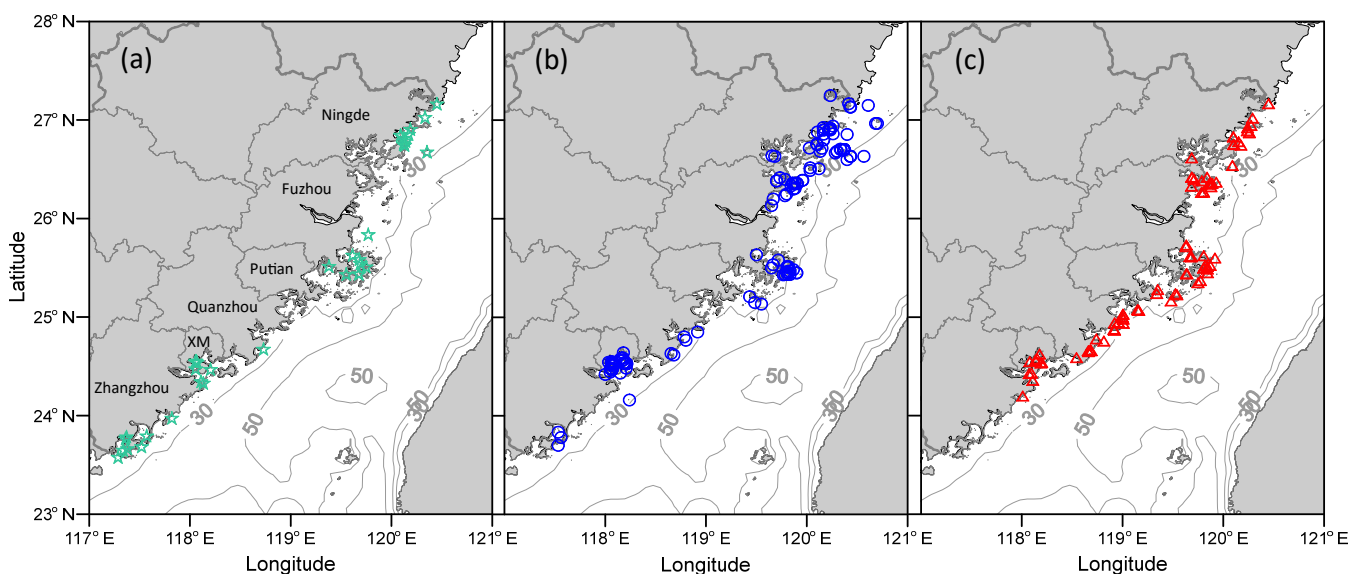 28° N
(a)
(b)
(c)
Ningde
27° N
30
30
30
Fuzhou
26° N
Putian
Latitude
Quanzhou
25° N
XM
50
50
50
Zhangzhou
24° N
30
50
30
50
30
50
23° N
117° E
118° E
119° E
120° E
121° E
118° E
119° E
120° E
121° E
118° E
119° E
120° E
121° E
Longitude
Longitude
Longitude